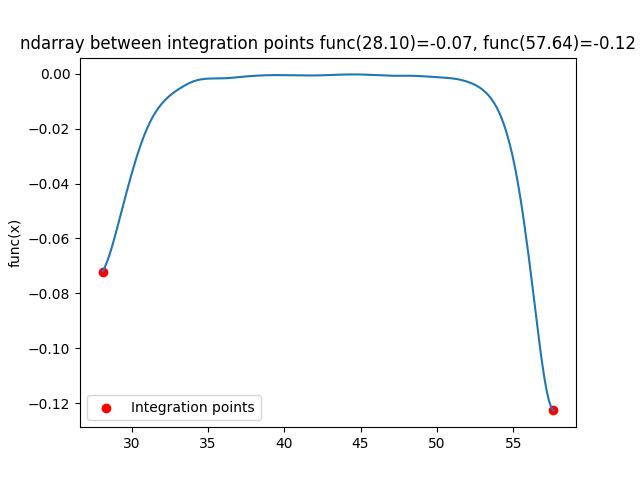 ndarray between integration points func(28.10)=-0.07, func(57.64)=-0.12
0.00
−0.02
−0.04
−0.06
−0.08
−0.10
−0.12
func(x)
Integration points
30 35 40 45 50 55